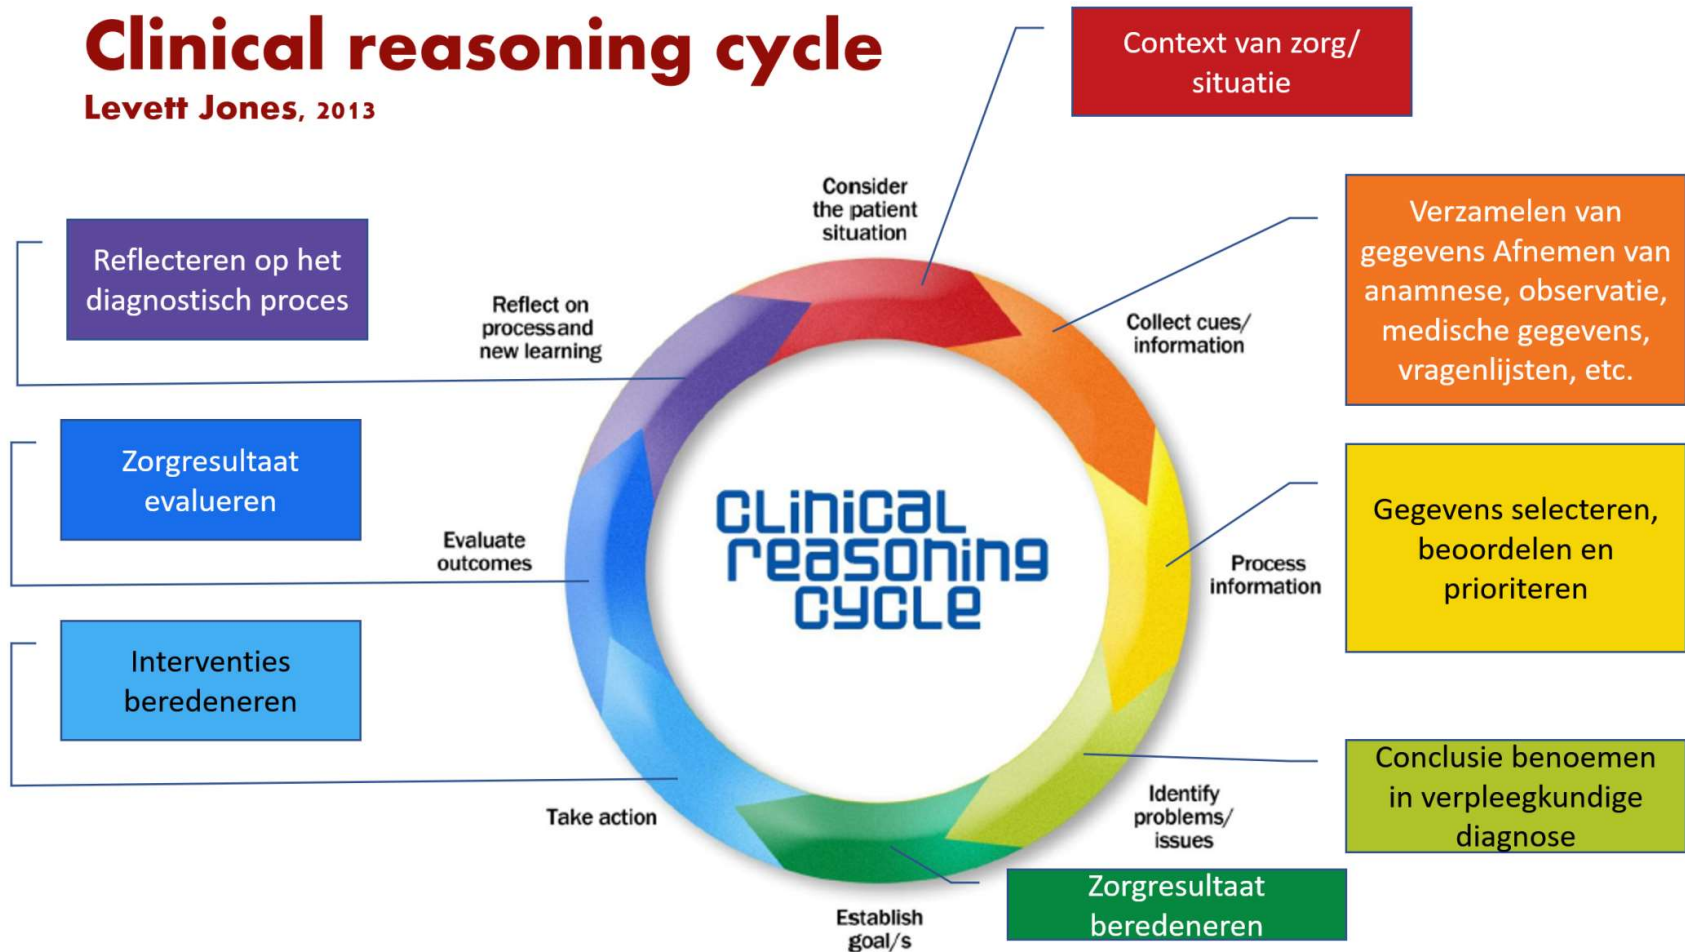 Clinical reasoning cycle
Levett Jones, 2013
Context van zorg/
situatie
Consider
the patient
situation
Verzamelen van
gegevens Afnemen van
anamnese, observatie,
medische gegevens,
vragenlijsten, etc.
Collect cues/
information
Gegevens selecteren,
beoordelen en
prioriteren
Process
information
Conclusie benoemen
in verpleegkundige
diagnose
Identify
problems/
issues
Zorgresultaat
beredeneren
Establish
goal/s
Interventies
beredeneren
Take action
Zorgresultaat
evalueren
Evaluate
outcomes
Reflecteren op het
diagnostisch proces
Reflect on
process and
new learning
CLinicaL
reasoning
cycLe